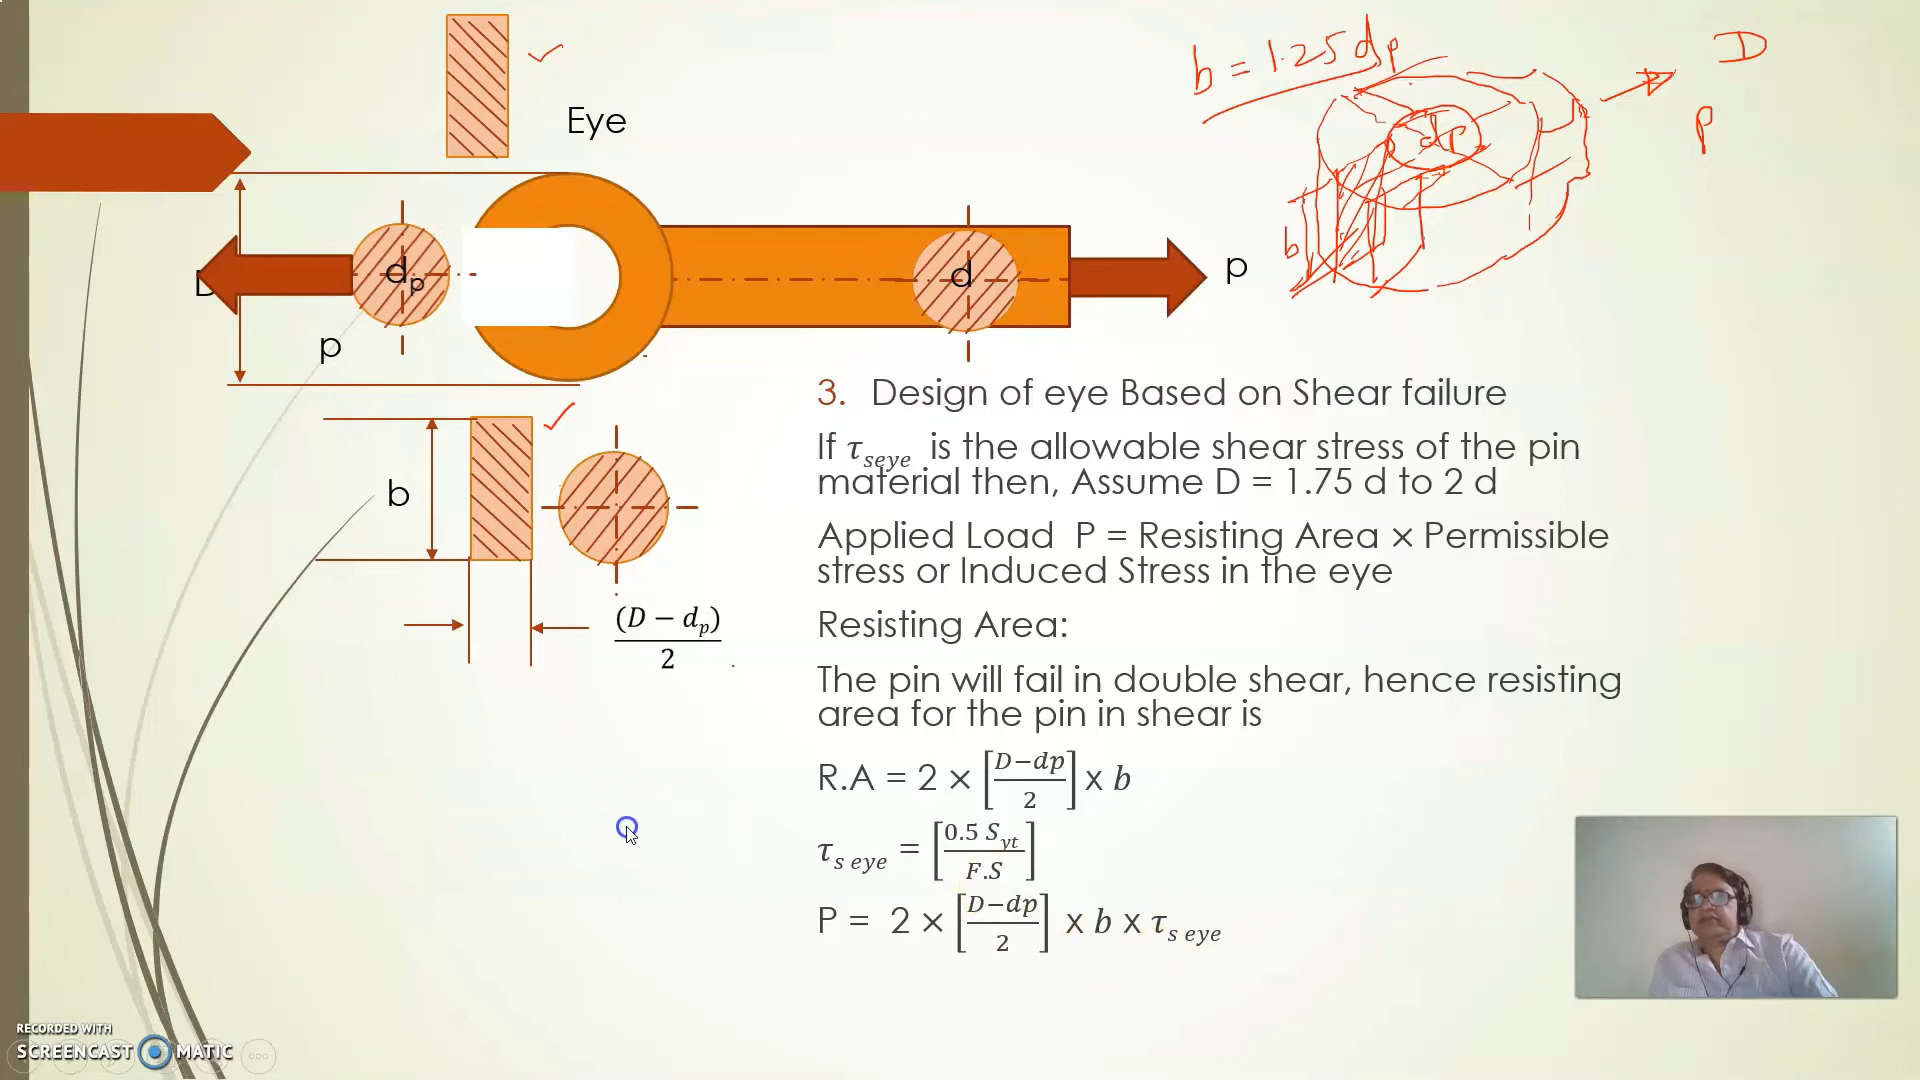 b = 1.25 dp
D
P
dp
b
Eye
D
dp
d
p
p
b
(D − dp)
2
3. Design of eye Based on Shear failure
If τseye is the allowable shear stress of the pin
material then, Assume D = 1.75 d to 2 d
Applied Load P = Resisting Area × Permissible
stress or Induced Stress in the eye
Resisting Area:
The pin will fail in double shear, hence resisting
area for the pin in shear is
R.A = 2 × [D−dp / 2] x b
τs eye = [0.5 Syt / F.S]
P = 2 × [D−dp / 2] x b x τs eye
RECORDED WITH
SCREENCAST MATIC